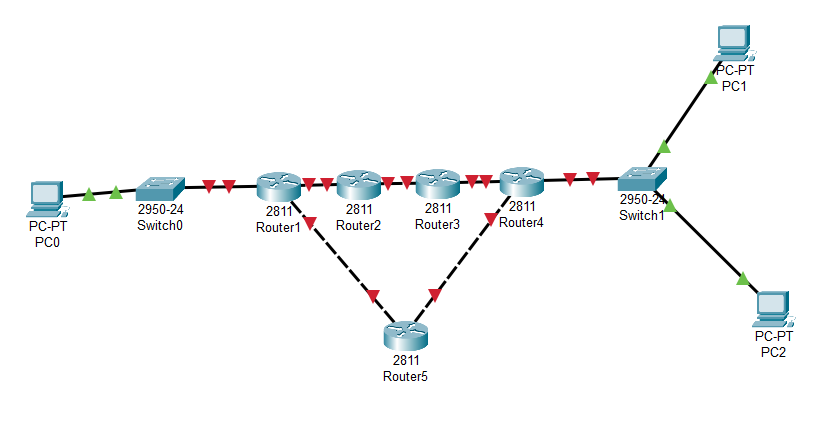 PC-PT
PC1
PC-PT
PC0
2950-24
Switch0
2811
Router1
2811
Router2
2811
Router3
2811
Router4
2950-24
Switch1
2811
Router5
PC-PT
PC2